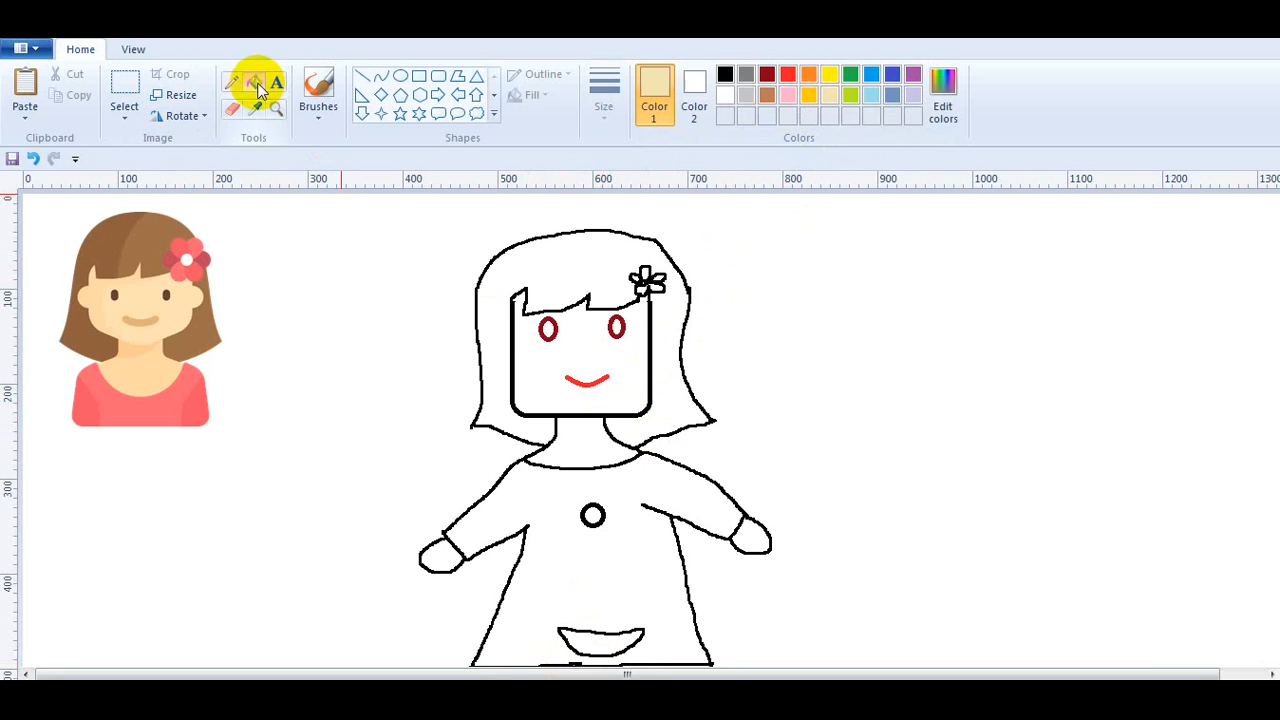 Home View
Paste
Cut
Copy
Clipboard
Select
Crop
Resize
Rotate
Image
A
Tools
Brushes
Outline
Fill
Shapes
Size
Color
1
Color
2
Edit
colors
Colors
0 100 200 300 400 500 600 700 800 900 1000 1100 1200 1300
0
100
200
300
400